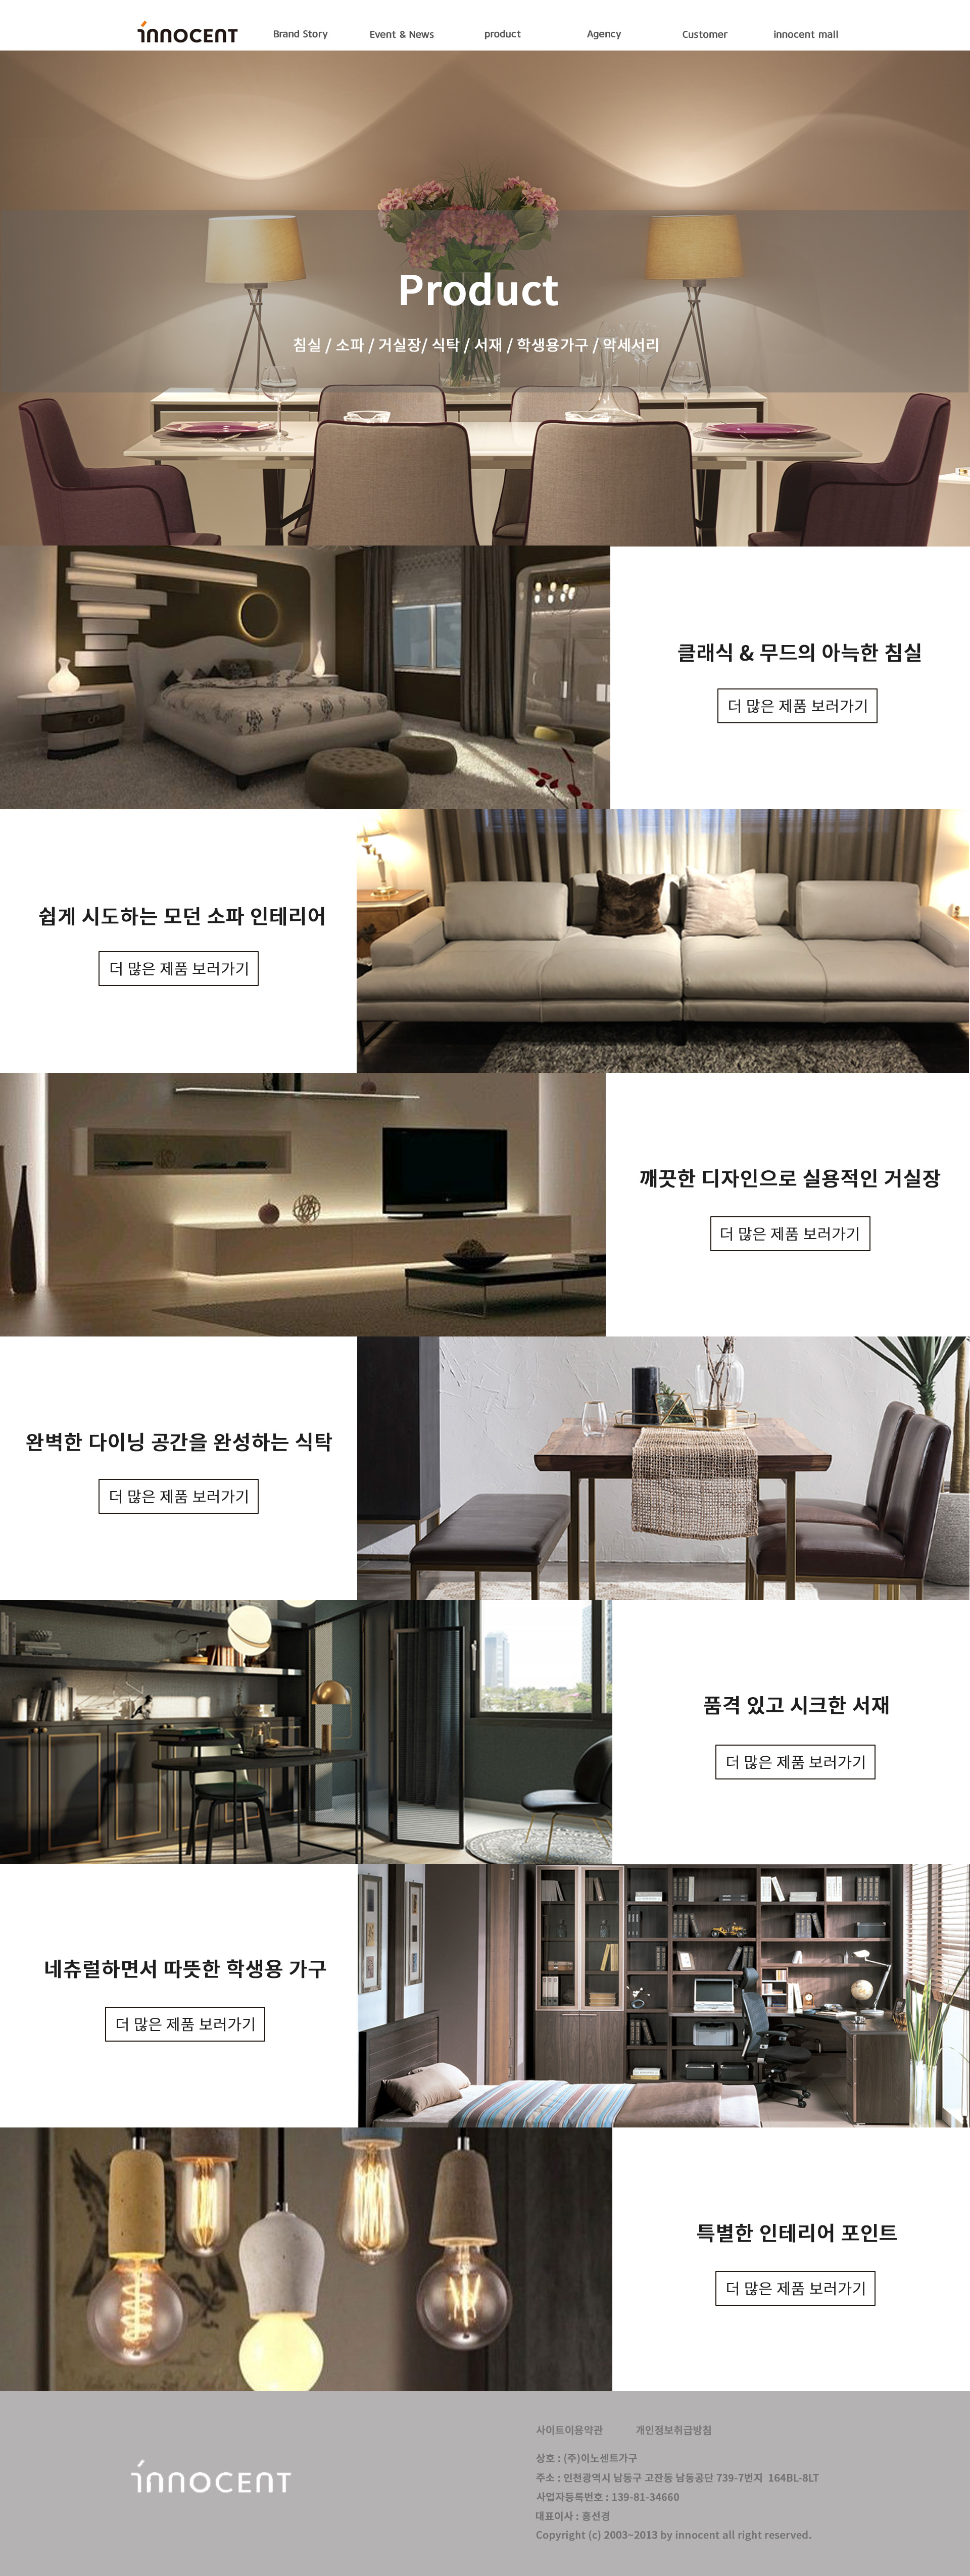 innocent
Brand Story
Event & News
product
Agency
Customer
innocent mall
Product
침실 / 소파 / 거실장/ 식탁 / 서재 / 학생용가구 / 악세서리
클래식 & 무드의 아늑한 침실
더 많은 제품 보러가기
쉽게 시도하는 모던 소파 인테리어
더 많은 제품 보러가기
깨끗한 디자인으로 실용적인 거실장
더 많은 제품 보러가기
완벽한 다이닝 공간을 완성하는 식탁
더 많은 제품 보러가기
품격 있고 시크한 서재
더 많은 제품 보러가기
네츄럴하면서 따뜻한 학생용 가구
더 많은 제품 보러가기
특별한 인테리어 포인트
더 많은 제품 보러가기
innocent
사이트이용약관 개인정보취급방침
상호 : (주)이노센트가구
주소 : 인천광역시 남동구 고잔동 남동공단 739-7번지 164BL-8LT
사업자등록번호 : 139-81-34660
대표이사 : 홍선경
Copyright (c) 2003~2013 by innocent all right reserved.